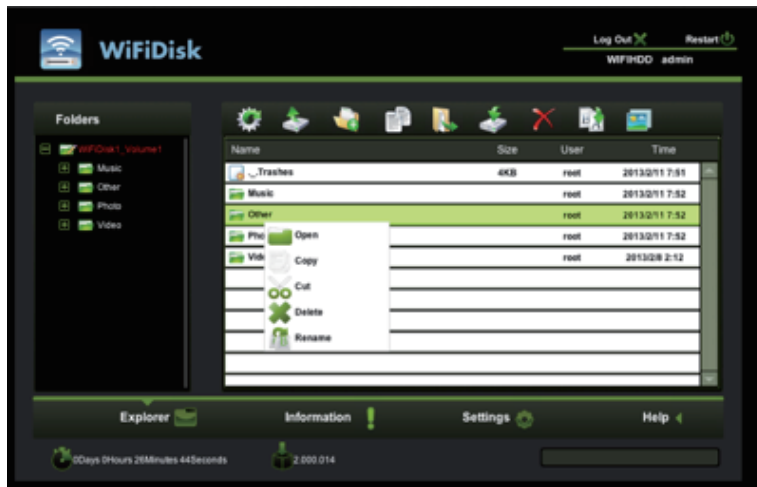 WiFiDisk
Log Out Restart
WIFIHDD admin
Folders
WiFiDisk1_Volume1
Music
Other
Photo
Video
Name Size User Time
._Trashes 4KB root 2013/2/11 7:51
Music root 2013/2/11 7:52
Other root 2013/2/11 7:52
Pho root 2013/2/11 7:52
Vid root 2013/2/8 2:12
Open
Copy
Cut
Delete
Rename
Explorer Information Settings Help
0Days 0Hours 26Minutes 44Seconds 2.000.014